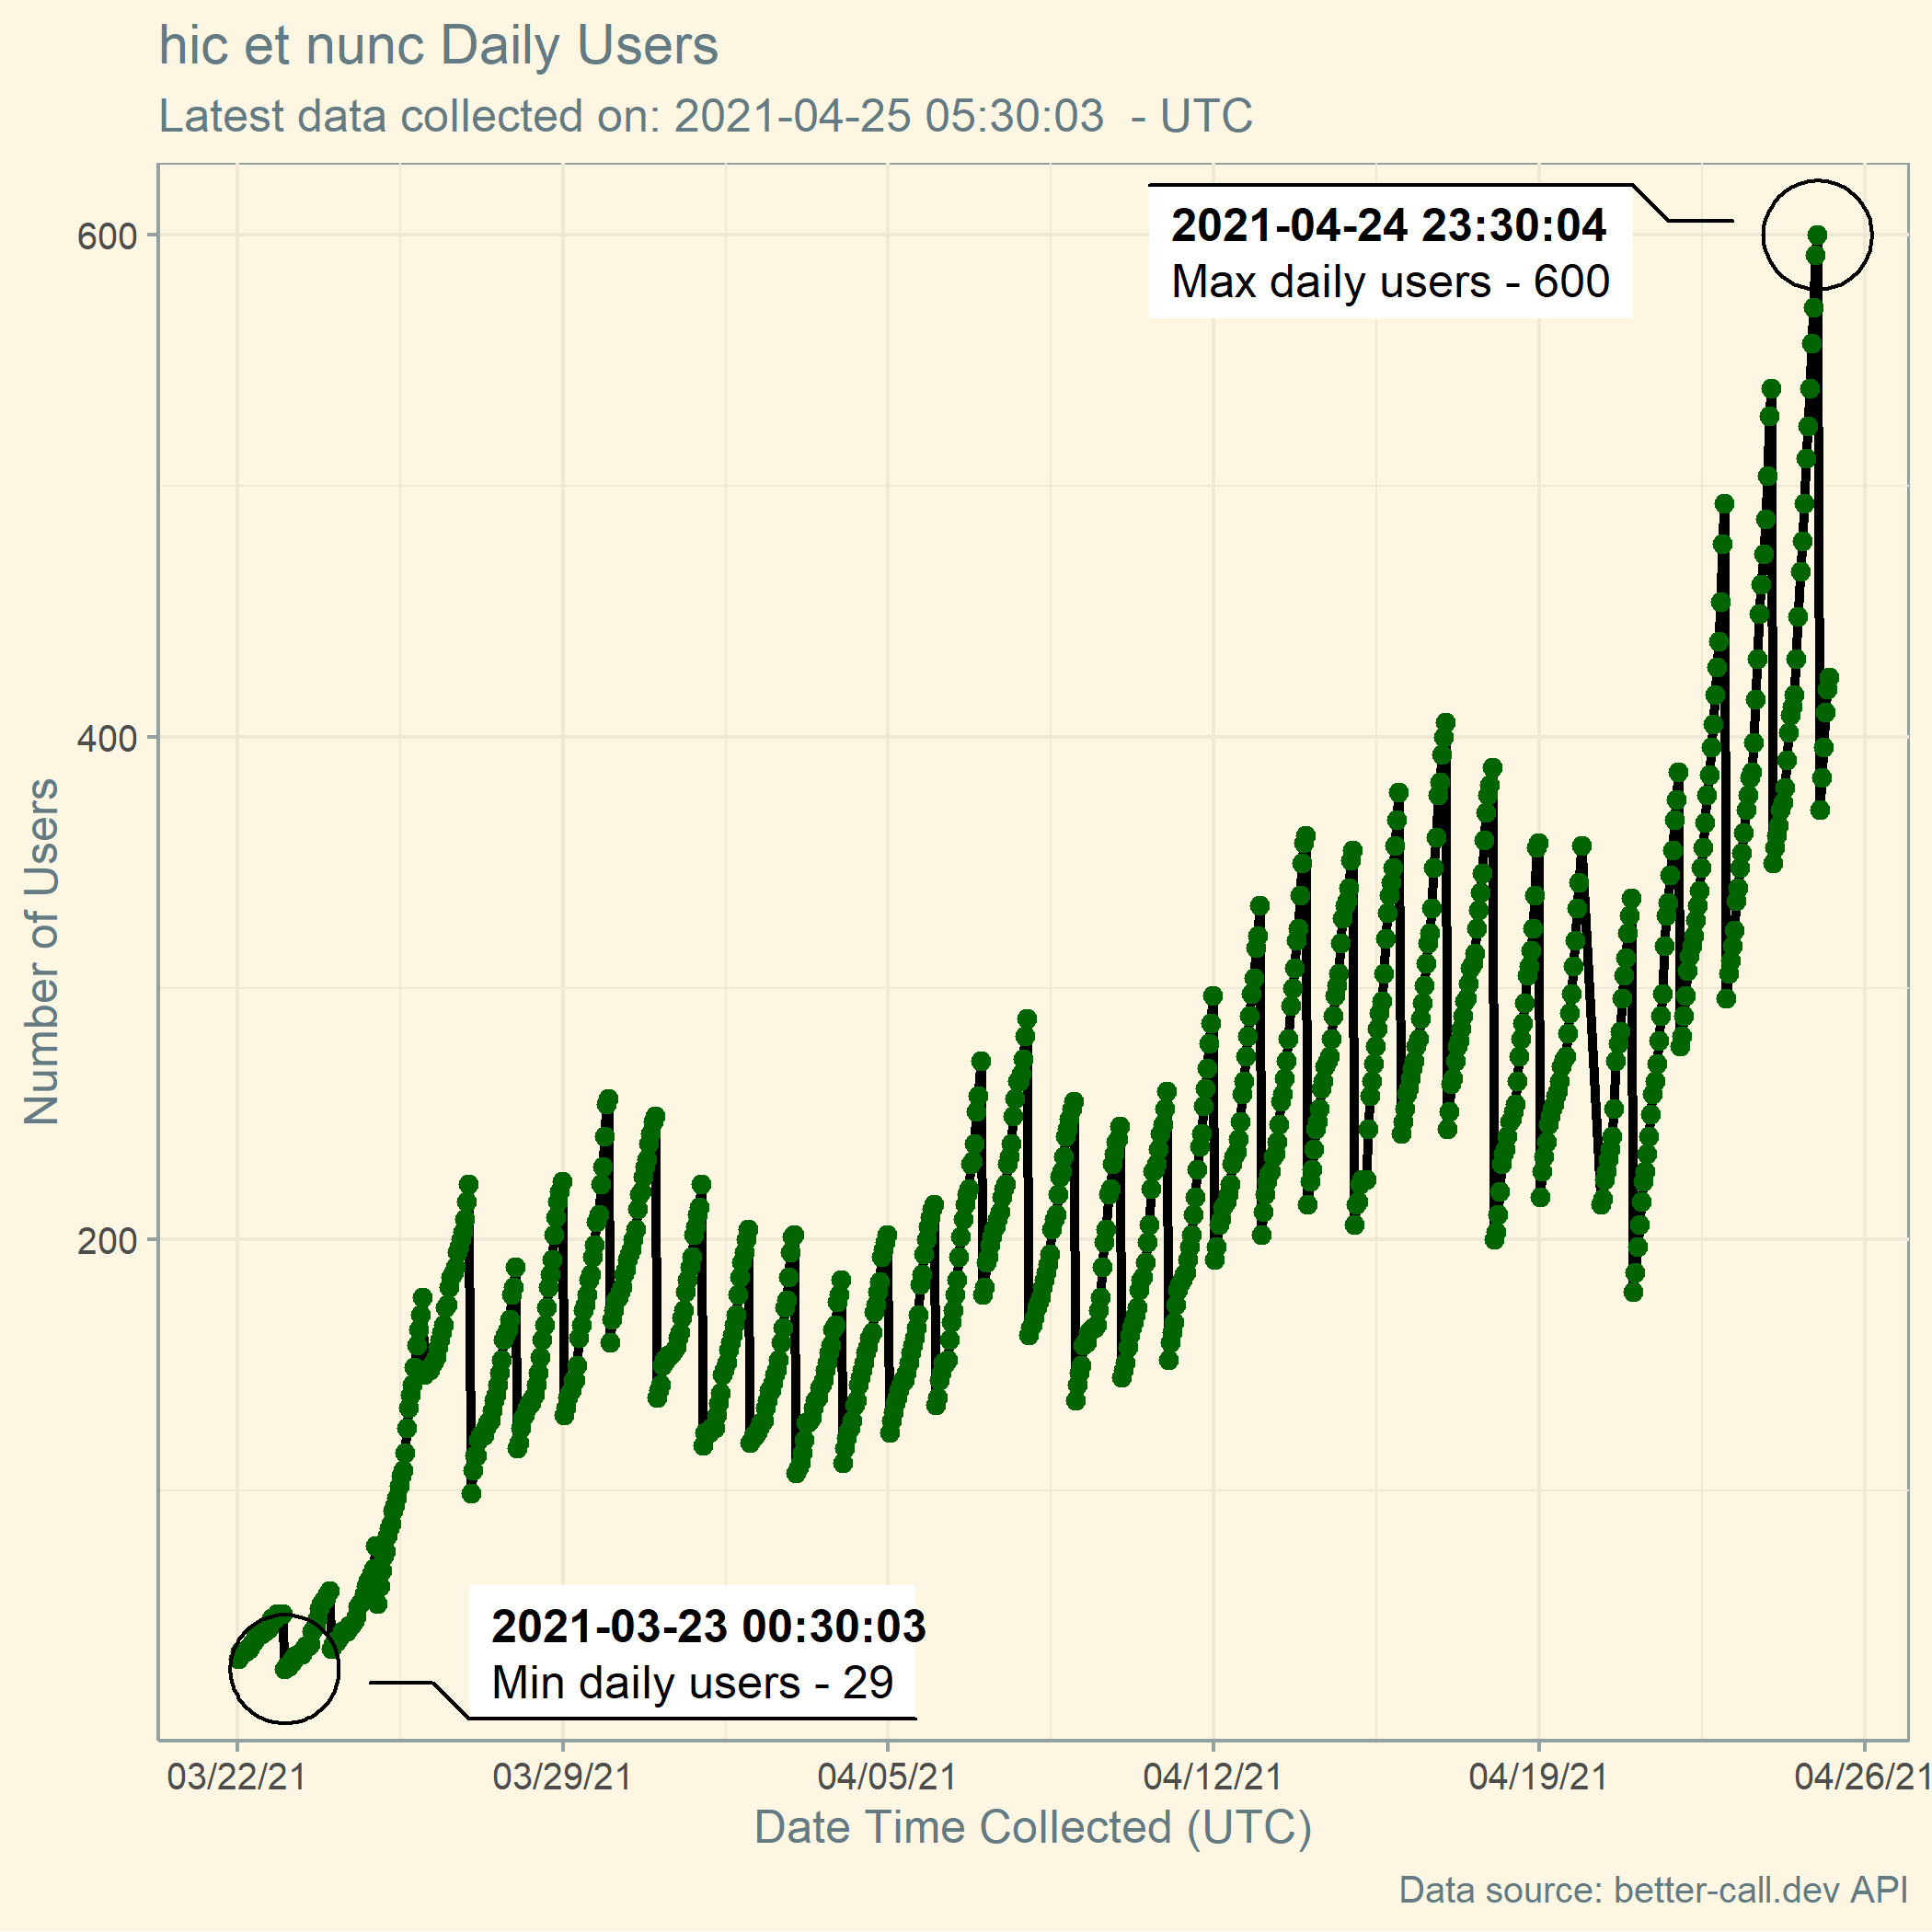 hic et nunc Daily Users
Latest data collected on: 2021-04-25 05:30:03  - UTC
2021-04-24 23:30:04
Max daily users - 600
600
400
200
Number of Users
2021-03-23 00:30:03
Min daily users - 29
03/22/21 03/29/21 04/05/21 04/12/21 04/19/21 04/26/21
Date Time Collected (UTC)
Data source: better-call.dev API